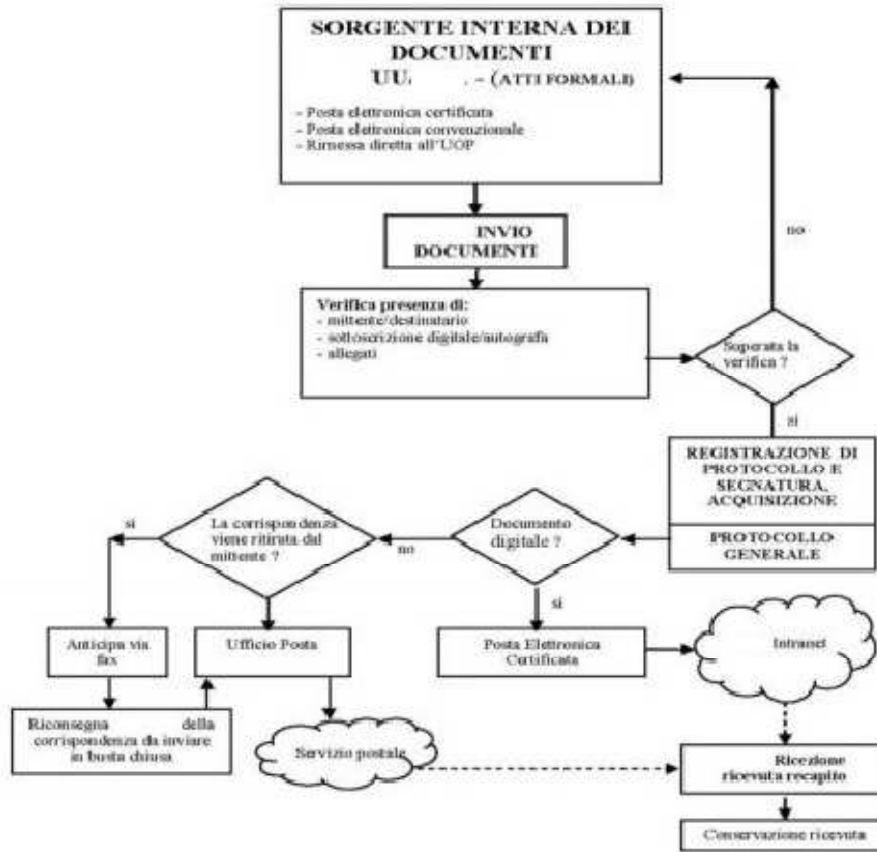 SORGENTE INTERNA DEI
DOCUMENTI
UU. . – (ATTI FORMALI)
– Posta elettronica certificata
– Posta elettronica convenzionale
– Rimessa diretta all'UOP
INVIO
DOCUMENTI
no
Verifica presenza di:
- mittente/destinatario
- sottoscrizione digitale/autografa
- allegati
Superata la
verifica ?
si
REGISTRAZIONE DI
PROTOCOLLO E
SEGNATURA,
ACQUISIZIONE
PROTOCOLLO
GENERALE
si
La corrispondenza
viene ritirata dal
mittente ?
no
Documento
digitale ?
si
Anticipa via
fax
Ufficio Posta
Posta Elettronica
Certificata
Intranet
Riconsegna della
corrispondenza da inviare
in busta chiusa
Servizio postale
Ricezione
ricevuta recapito
Conservazione ricevuta